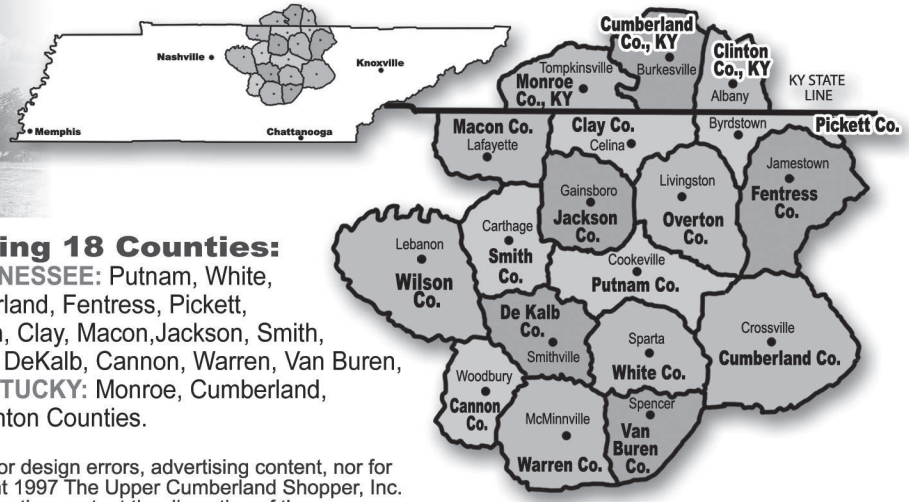 Nashville
Knoxville
Memphis
Chattanooga
Cumberland
Co., KY
Burkesville
Clinton
Co., KY
Albany
Tompkinsville
Monroe
Co., KY
KY STATE
LINE
Macon Co.
Lafayette
Clay Co.
Celina
Byrdstown
Pickett Co.
Jamestown
Fentress
Co.
Gainsboro
Jackson
Co.
Livingston
Overton
Co.
Lebanon
Wilson
Co.
Carthage
Smith
Co.
Cookeville
Putnam Co.
De Kalb
Co.
Smithville
Sparta
White Co.
Crossville
Cumberland Co.
Woodbury
Cannon
Co.
McMinnville
Warren Co.
Spencer
Van
Buren
Co.
ing 18 Counties:
NESSEE: Putnam, White,
erland, Fentress, Pickett,
, Clay, Macon,Jackson, Smith,
DeKalb, Cannon, Warren, Van Buren,
TUCKY: Monroe, Cumberland,
nton Counties.
or design errors, advertising content, nor for
1997 The Upper Cumberland Shopper, Inc.